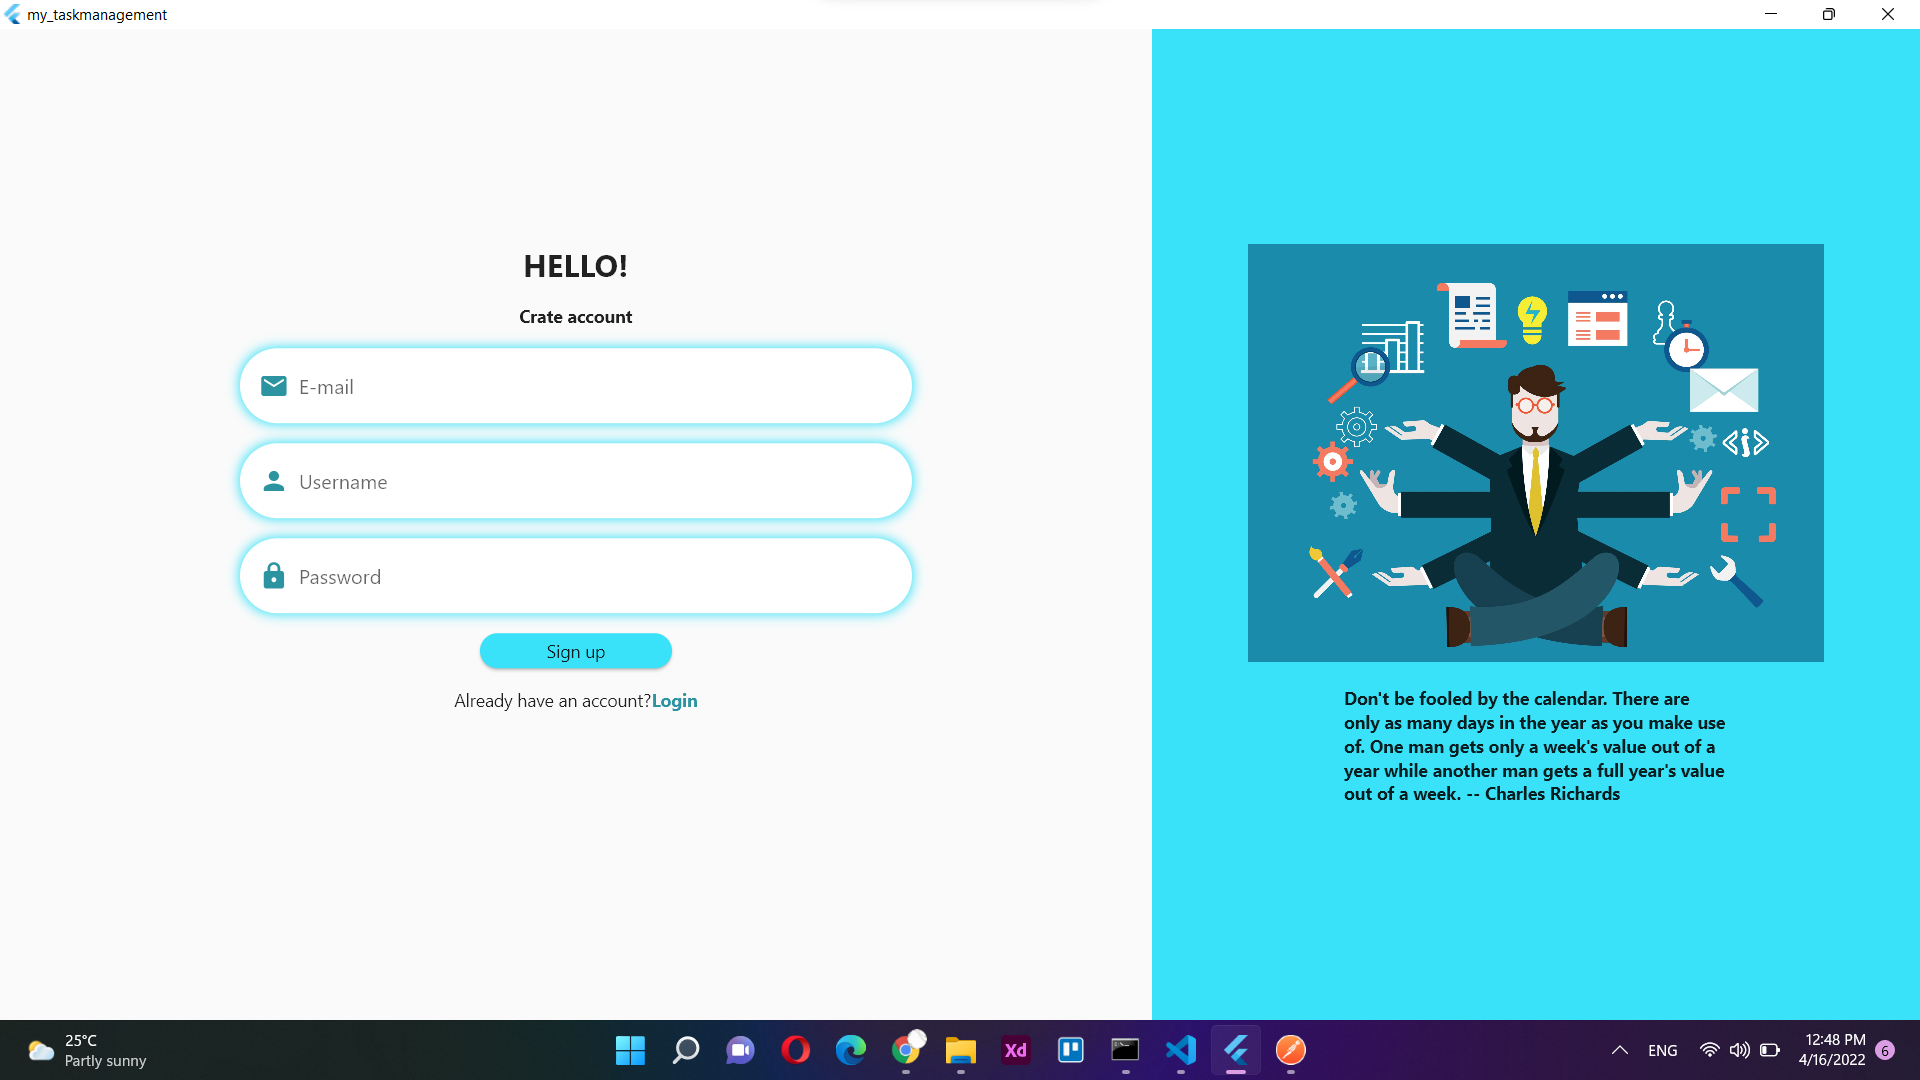 my_taskmanagement
HELLO!
Crate account
E-mail
Username
Password
Sign up
Already have an account?Login
Don't be fooled by the calendar. There are
only as many days in the year as you make use
of. One man gets only a week's value out of a
year while another man gets a full year's value
out of a week. -- Charles Richards
25°C
Partly sunny
Xd
ENG
12:48 PM
4/16/2022
6